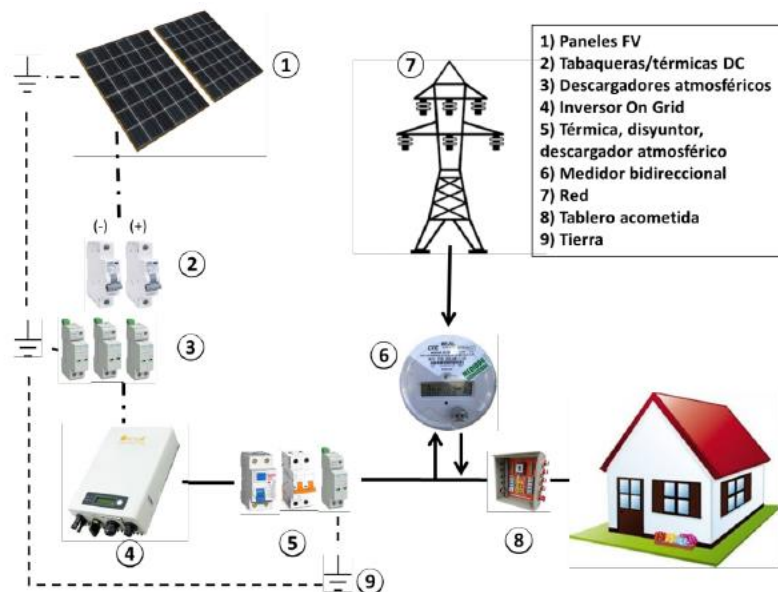 1) Paneles FV
2) Tabaqueras/térmicas DC
3) Descargadores atmosféricos
4) Inversor On Grid
5) Térmica, disyuntor,
descargador atmosférico
6) Medidor bidireccional
7) Red
8) Tablero acometida
9) Tierra
1
7
(-) (+)
2
3
6
4
5
8
9